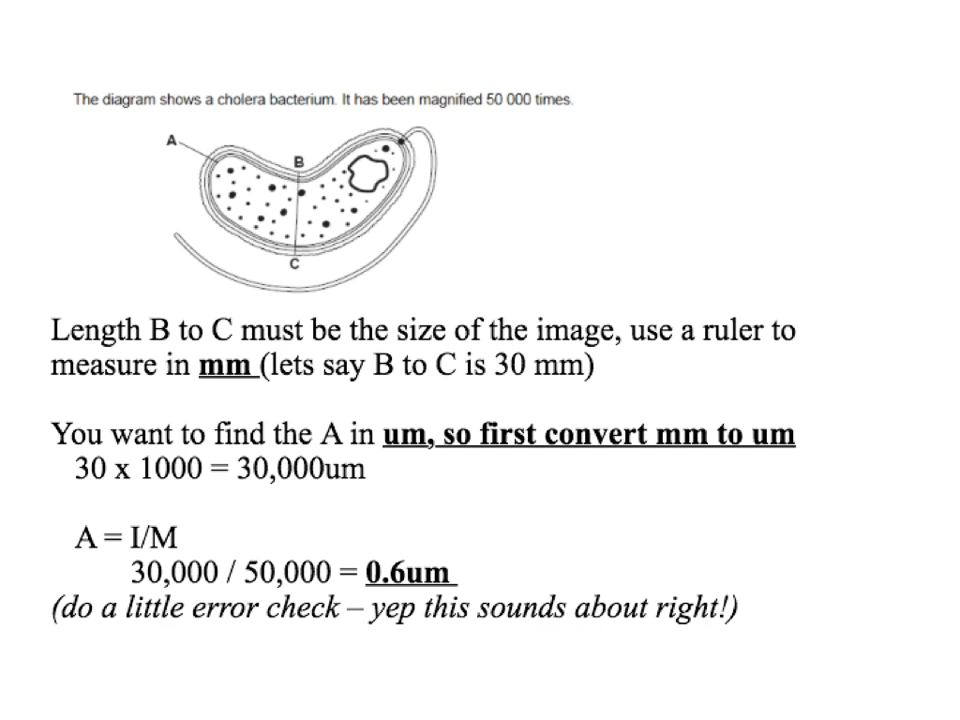 The diagram shows a cholera bacterium. It has been magnified 50 000 times.
A
B
C
Length B to C must be the size of the image, use a ruler to
measure in mm (lets say B to C is 30 mm)
You want to find the A in um, so first convert mm to um
30 x 1000 = 30,000um
A = I/M
30,000 / 50,000 = 0.6um
(do a little error check – yep this sounds about right!)